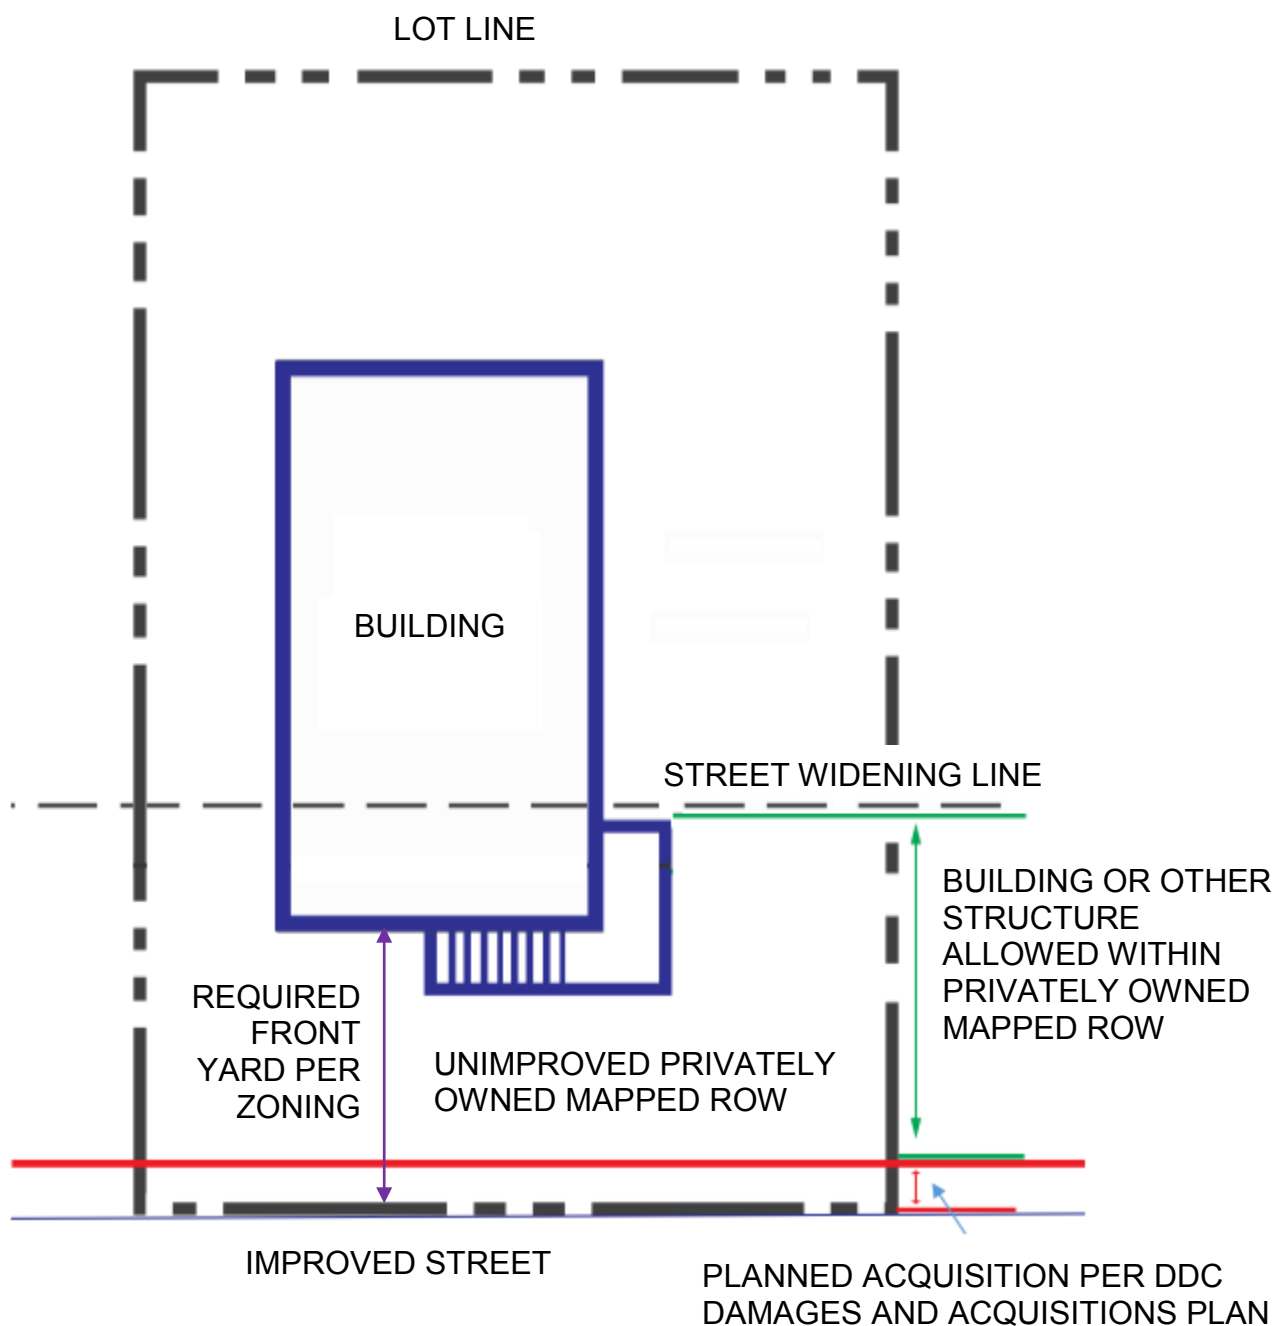 LOT LINE
BUILDING
STREET WIDENING LINE
BUILDING OR OTHER
STRUCTURE
ALLOWED WITHIN
PRIVATELY OWNED
MAPPED ROW
REQUIRED
FRONT
YARD PER
ZONING
UNIMPROVED PRIVATELY
OWNED MAPPED ROW
IMPROVED STREET
PLANNED ACQUISITION PER DDC
DAMAGES AND ACQUISITIONS PLAN